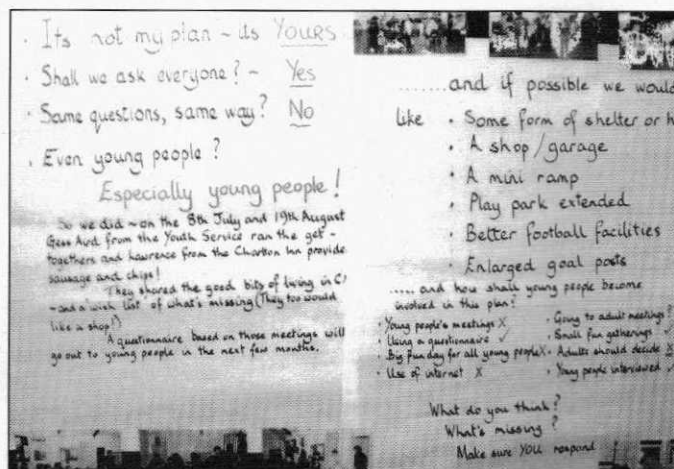 · Its not my plan ~ its YOURS
· Shall we ask everyone? ~ Yes
· Same questions, same way? No
· Even young people?
Especially young people!
So we did ~ on the 8th July and 19th August
from the Youth Service ran the get -
togethers and Lawrence from the Charlton Inn provide
sausage and chips!
They shared the good bits of living in
~ and a wish list of what's missing (They too would
like a shop!)
A questionnaire based on those meetings will
go out to young people in the next few months.
.......and if possible we would
like · Some form of shelter or h
· A shop/garage
· A mini ramp
· Play park extended
· Better football facilities
· Enlarged goal posts
..... and how shall young people become
involved in this plan?
· Young people's meetings X
· Using a questionnaire ✓
· Big fun day for all young people X
· Use of internet X
· Going to adult meetings?
· Small fun gatherings ✓
· Adults should decide X
· Young people interviewed ✓
What do you think?
What's missing?
Make sure YOU respond